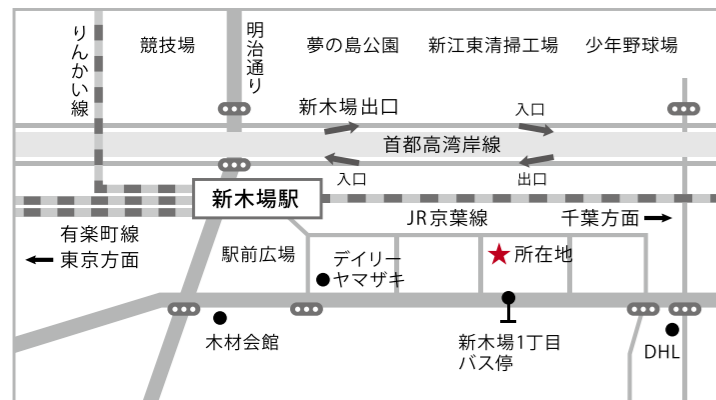 りんかい線
競技場
明治通り
夢の島公園
新江東清掃工場
少年野球場
新木場出口
入口
首都高湾岸線
入口
出口
新木場駅
JR京葉線
千葉方面
有楽町線
東京方面
駅前広場
デイリー
ヤマザキ
所在地
木材会館
新木場1丁目
バス停
DHL